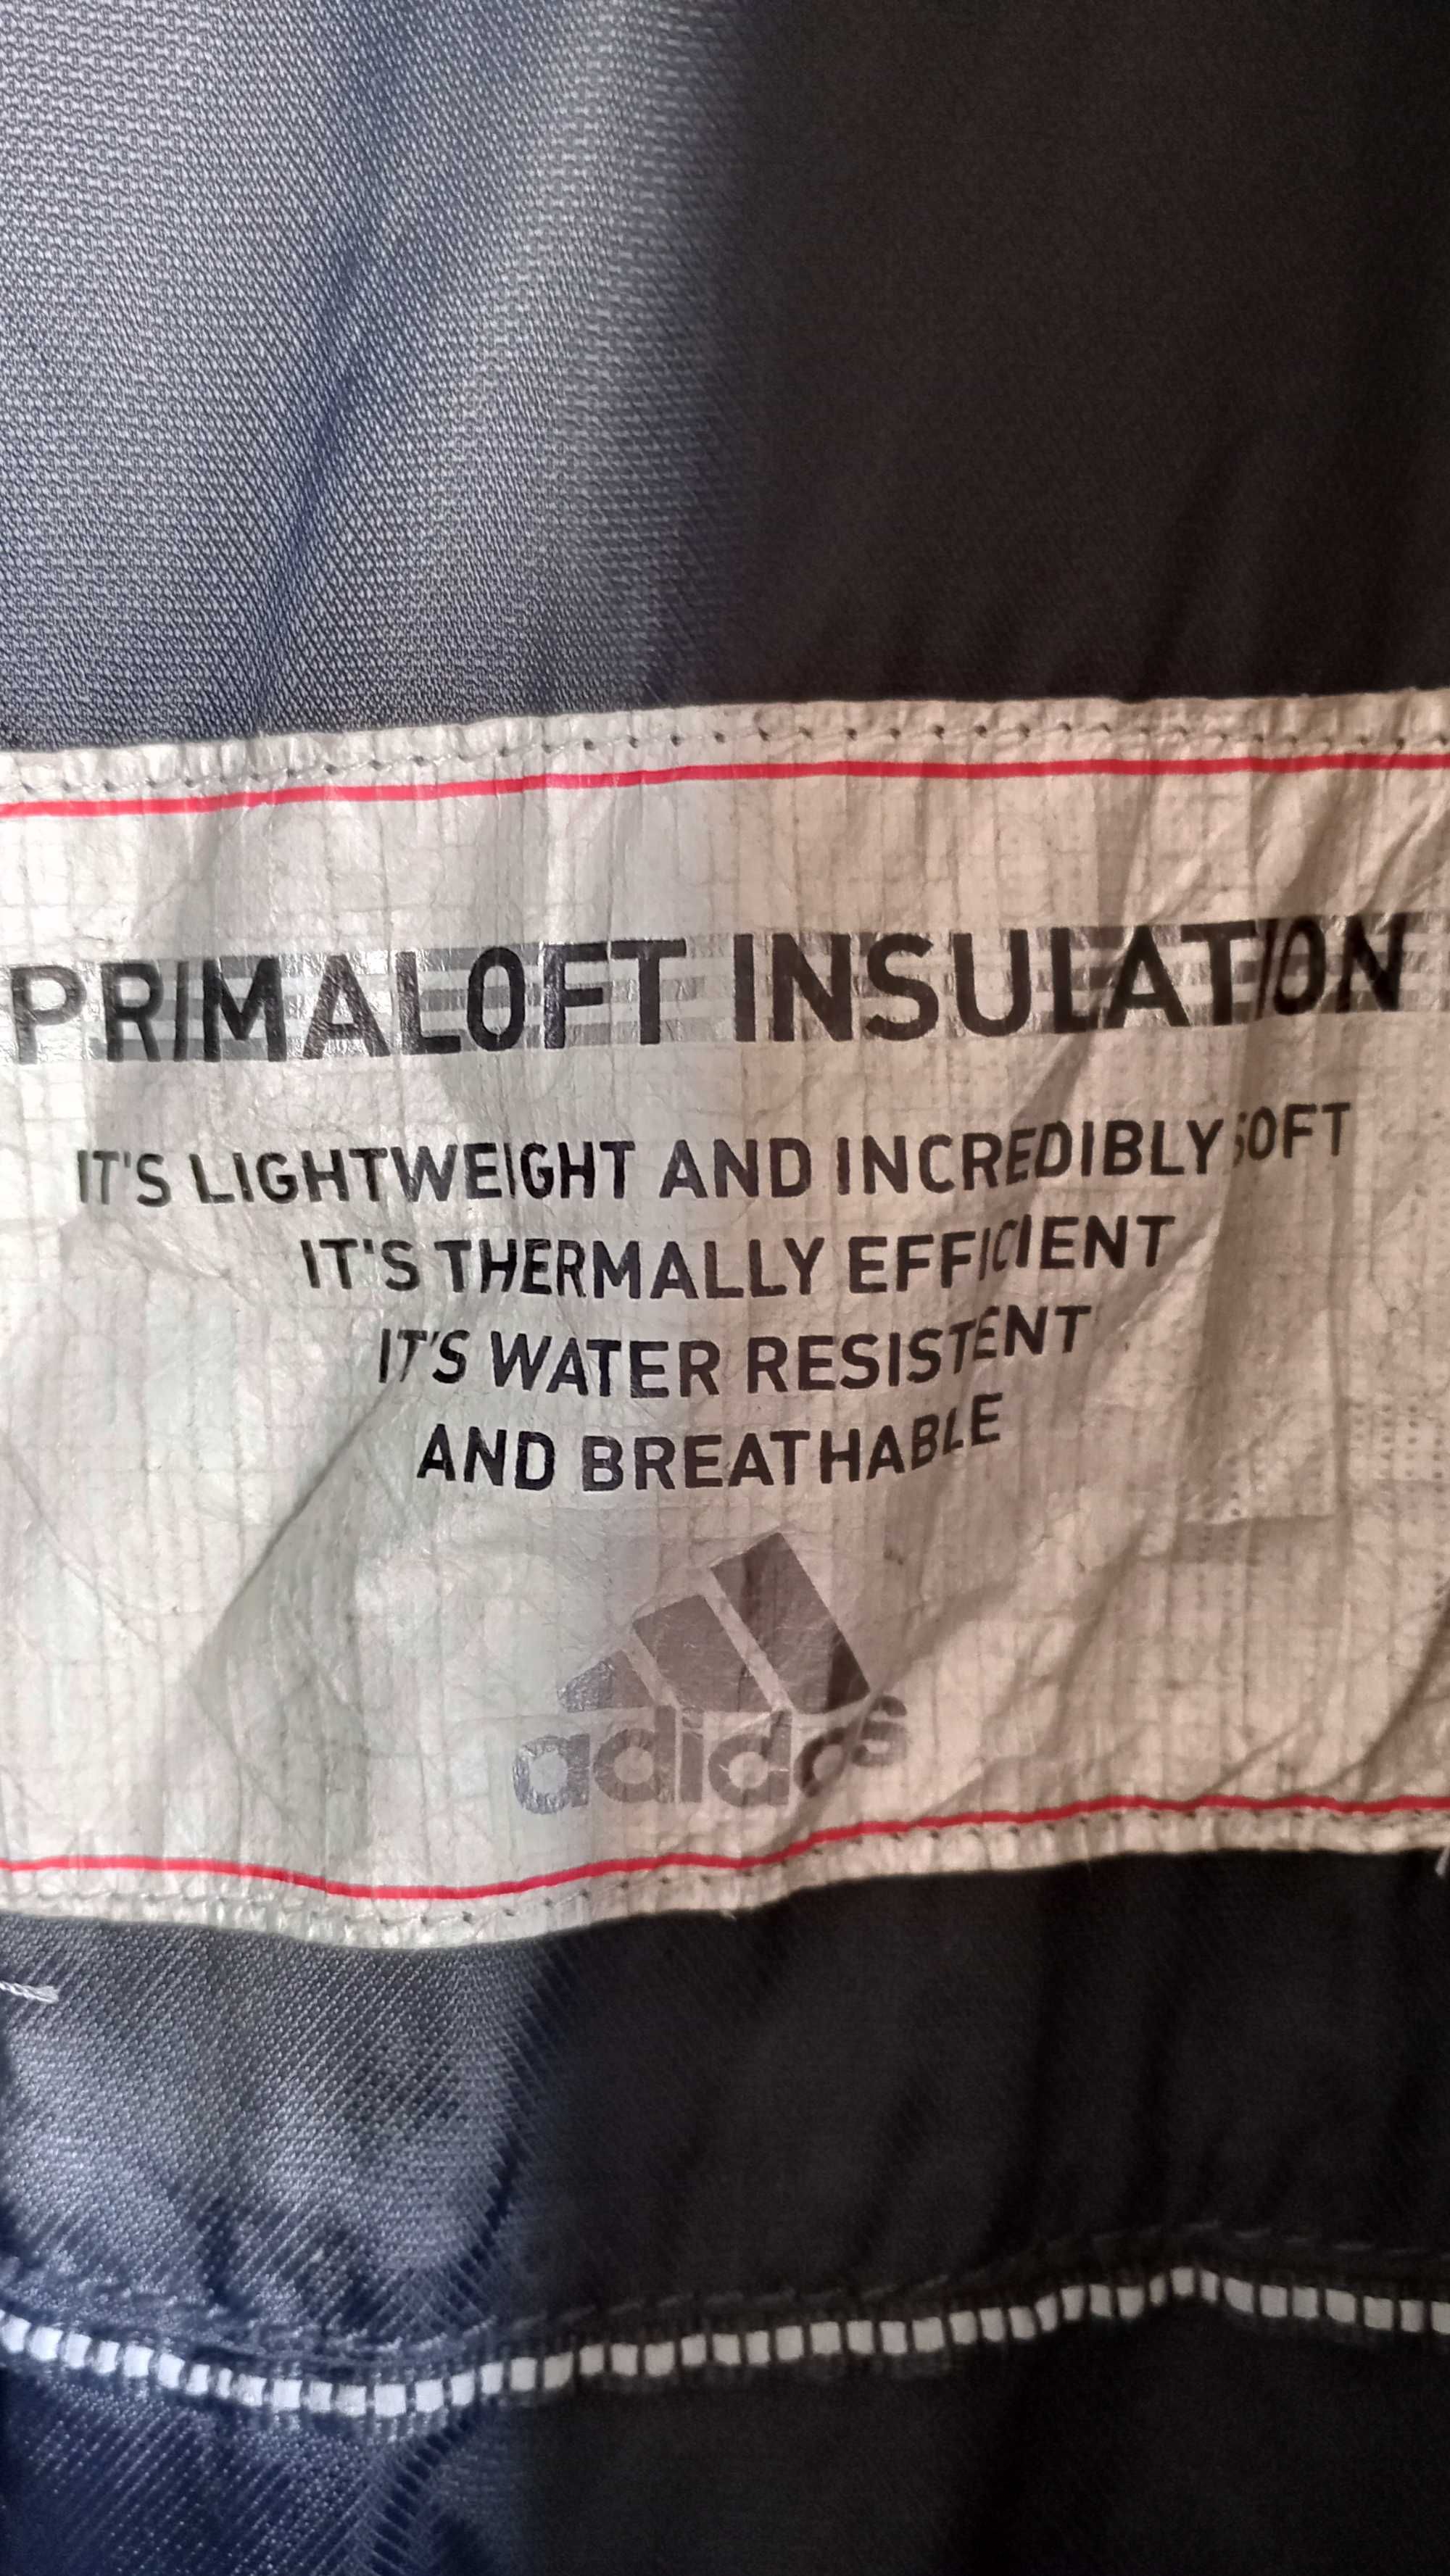 PRIMALOFT INSULATION
IT'S LIGHTWEIGHT AND INCREDIBLY SOFT
IT'S THERMALLY EFFICIENT
IT'S WATER RESISTENT
AND BREATHABLE
adidas